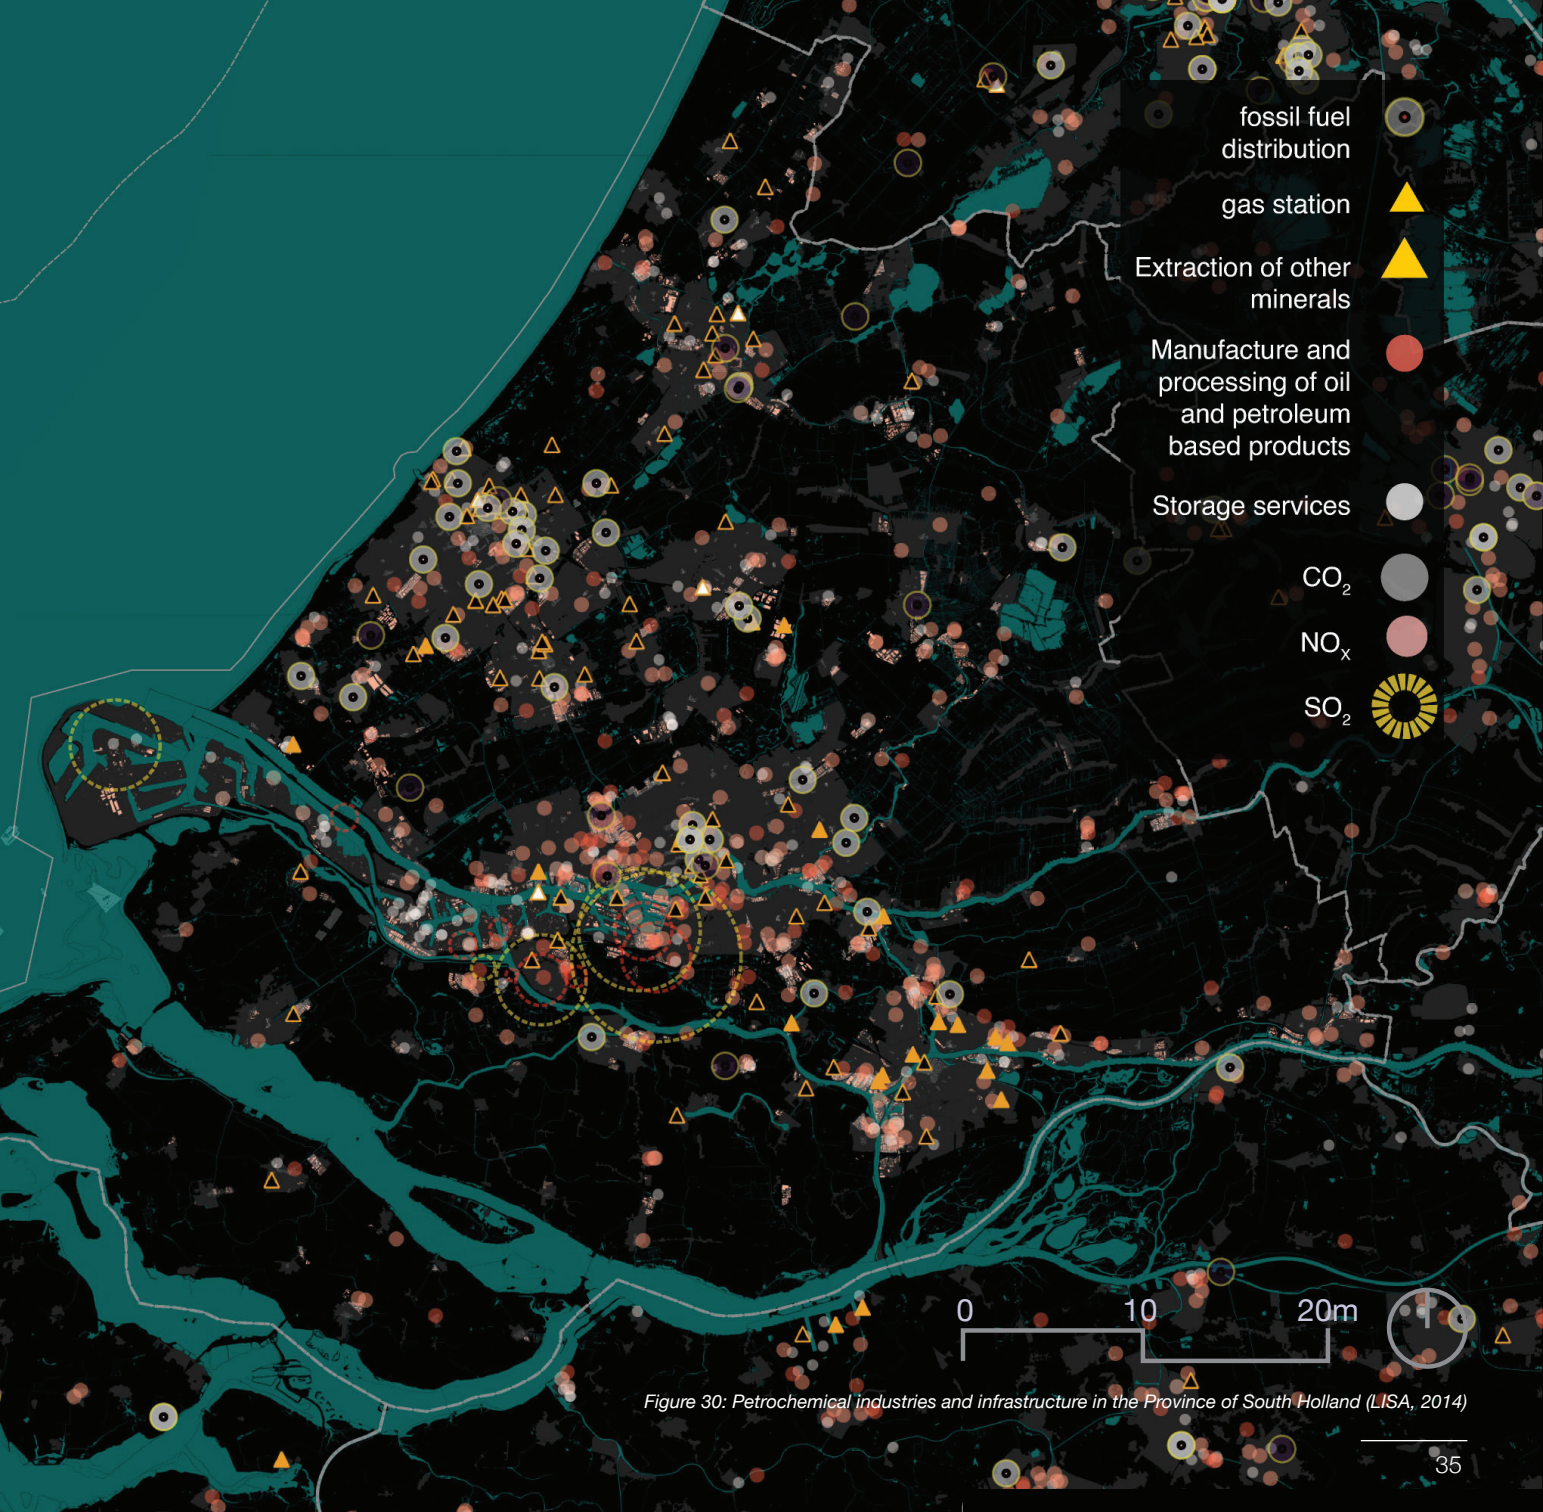 fossil fuel
distribution
gas station
Extraction of other
minerals
Manufacture and
processing of oil
and petroleum
based products
Storage services
CO₂
NOₓ
SO₂
0 10 20m
Figure 30: Petrochemical industries and infrastructure in the Province of South Holland (LISA, 2014)
35